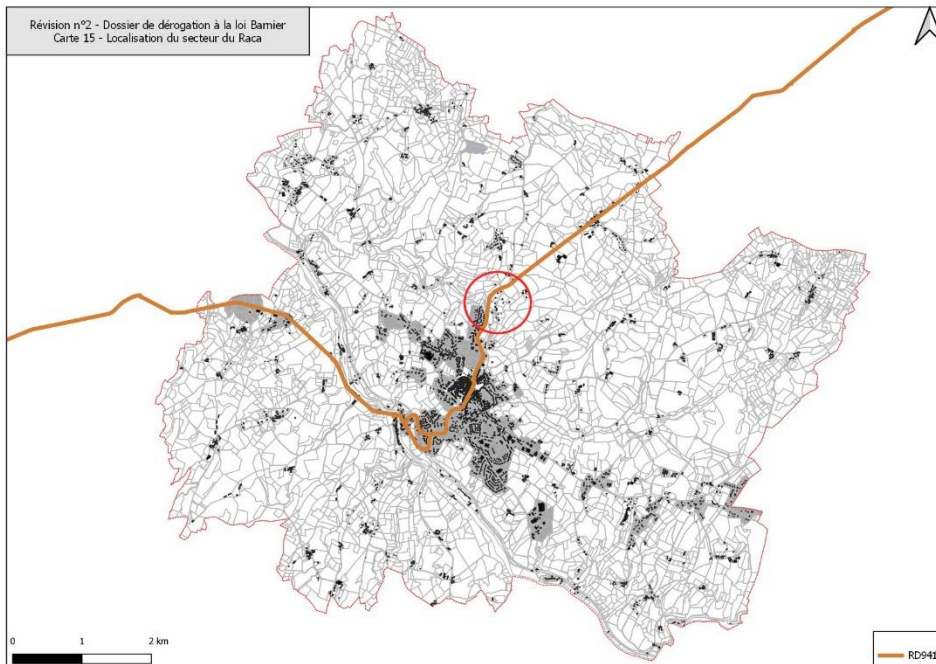 Révision n°2 - Dossier de dérogation à la loi Barnier
Carte 15 - Localisation du secteur du Raca
0 1 2 km
RD941